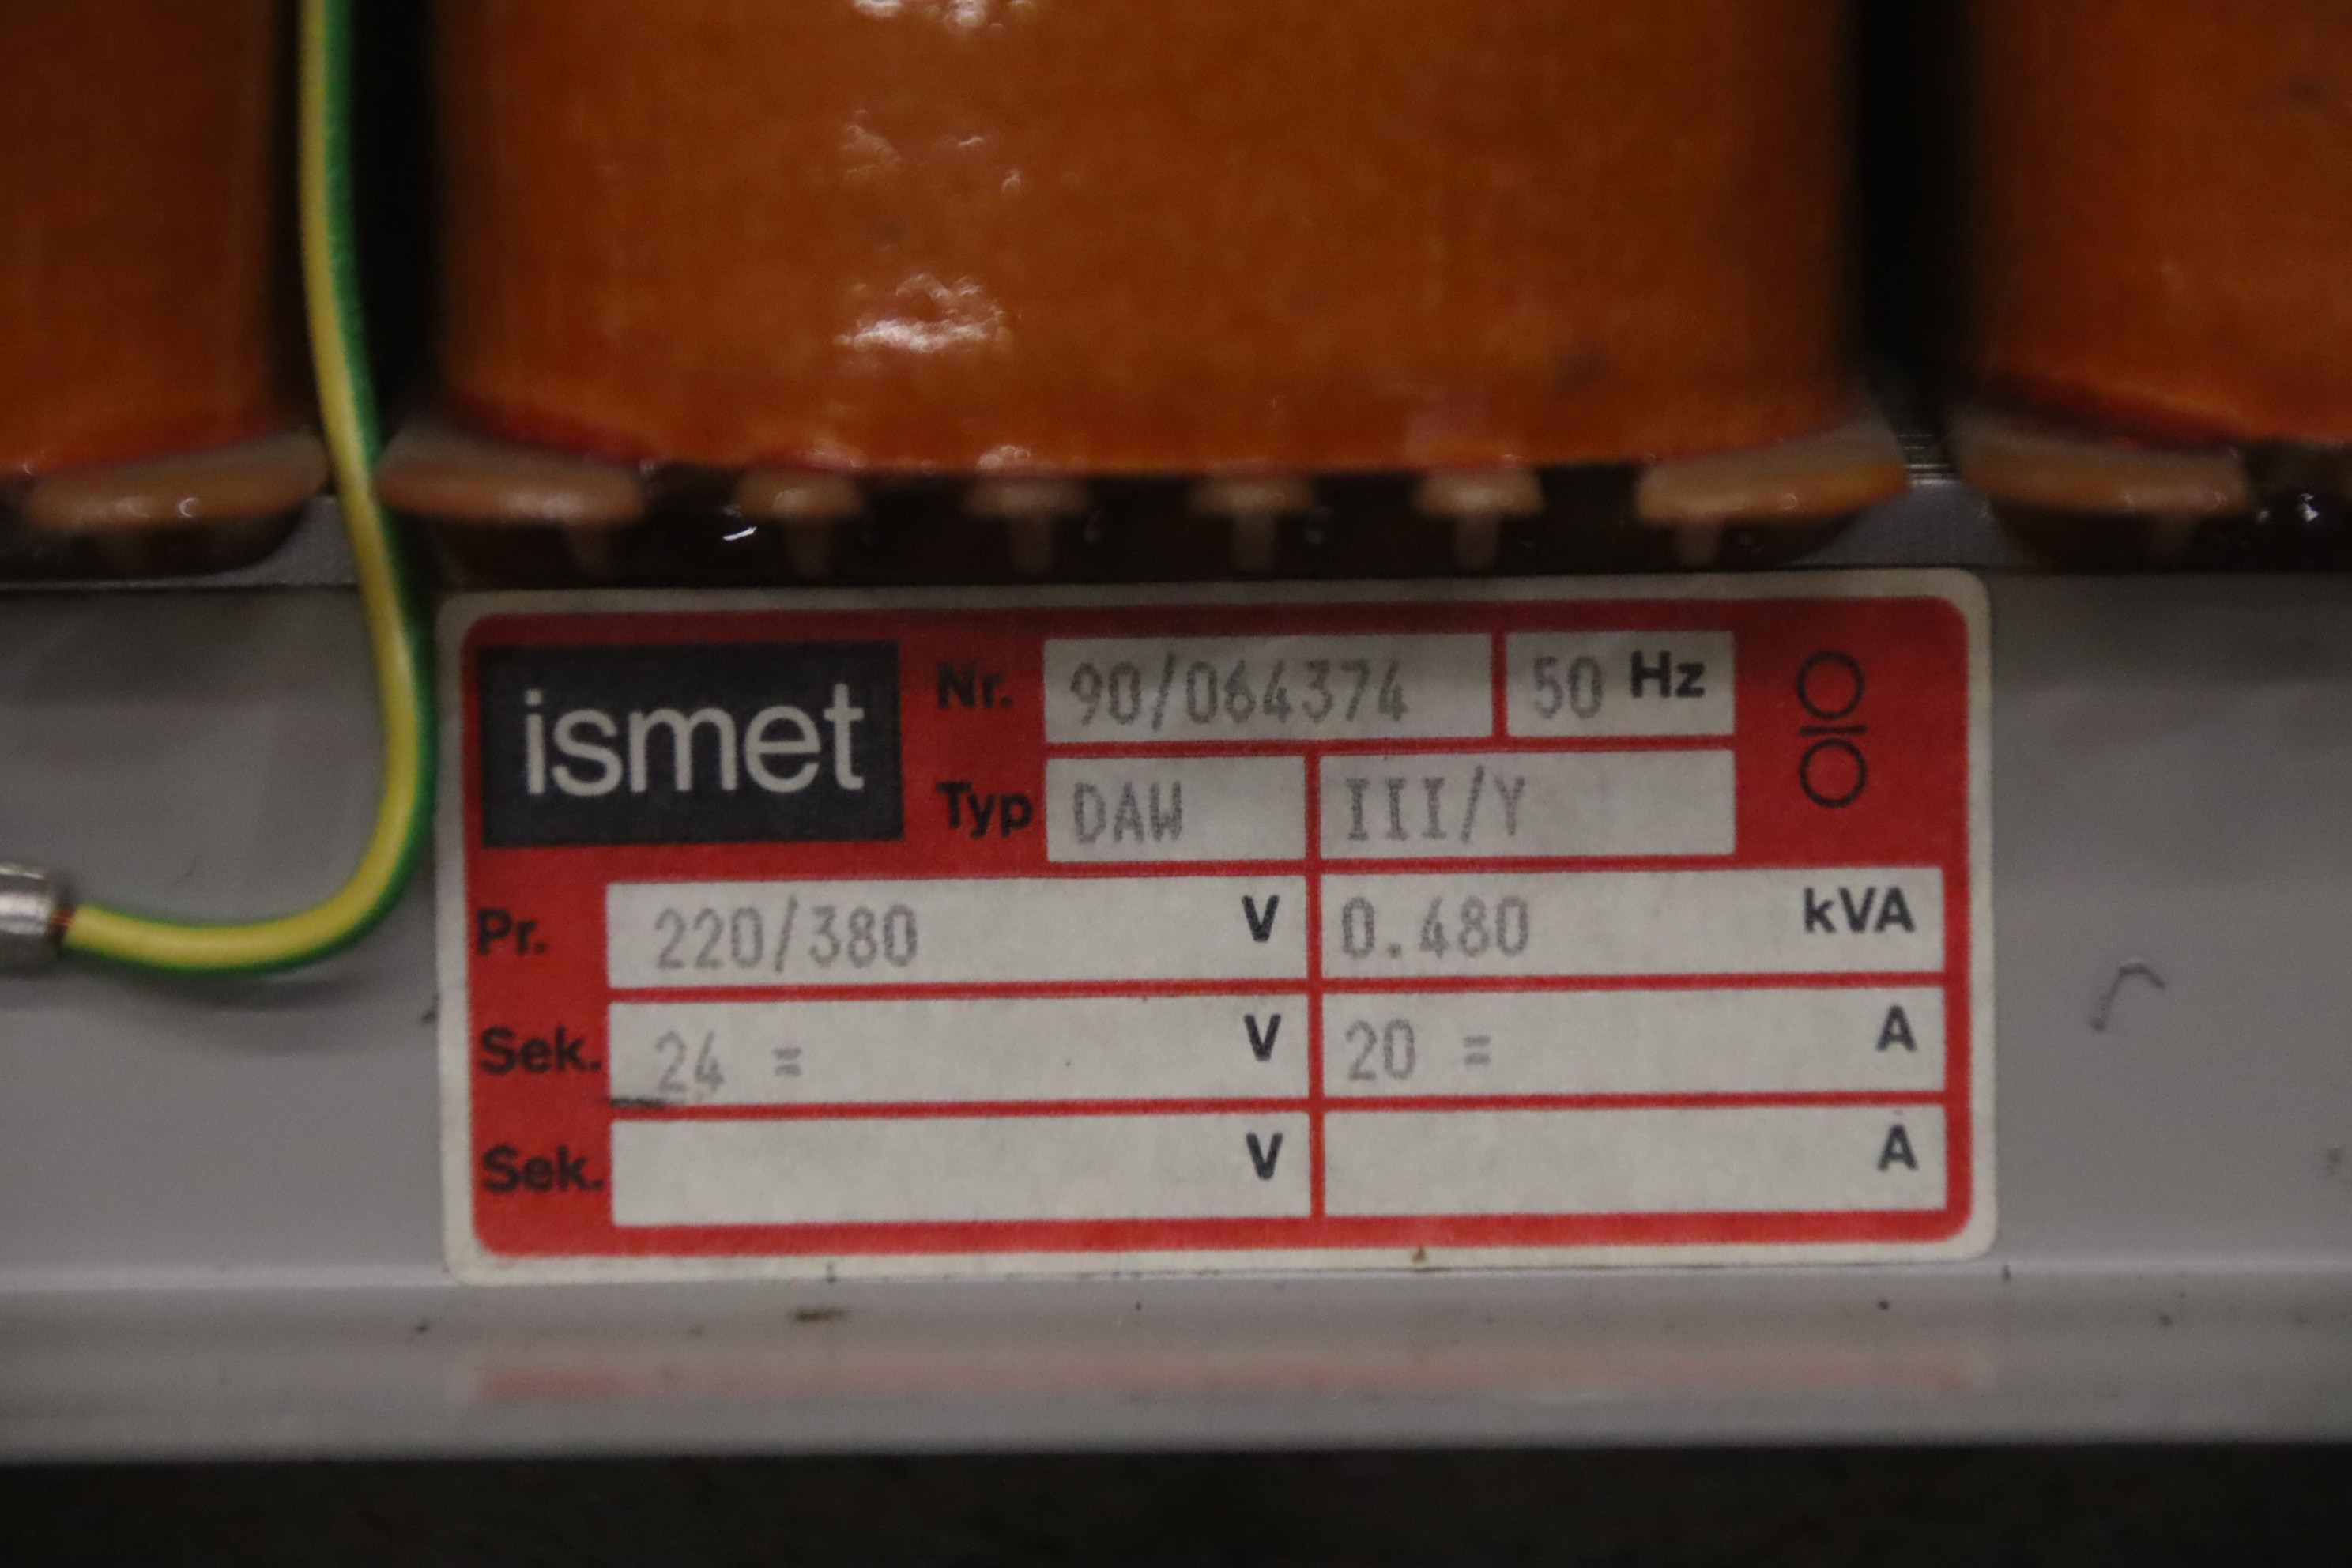 ismet Nr. 90/064374 50 Hz
Typ DAW III/Y
Pr. 220/380 V 0.480 kVA
Sek. 24 = V 20 = A
Sek. V A